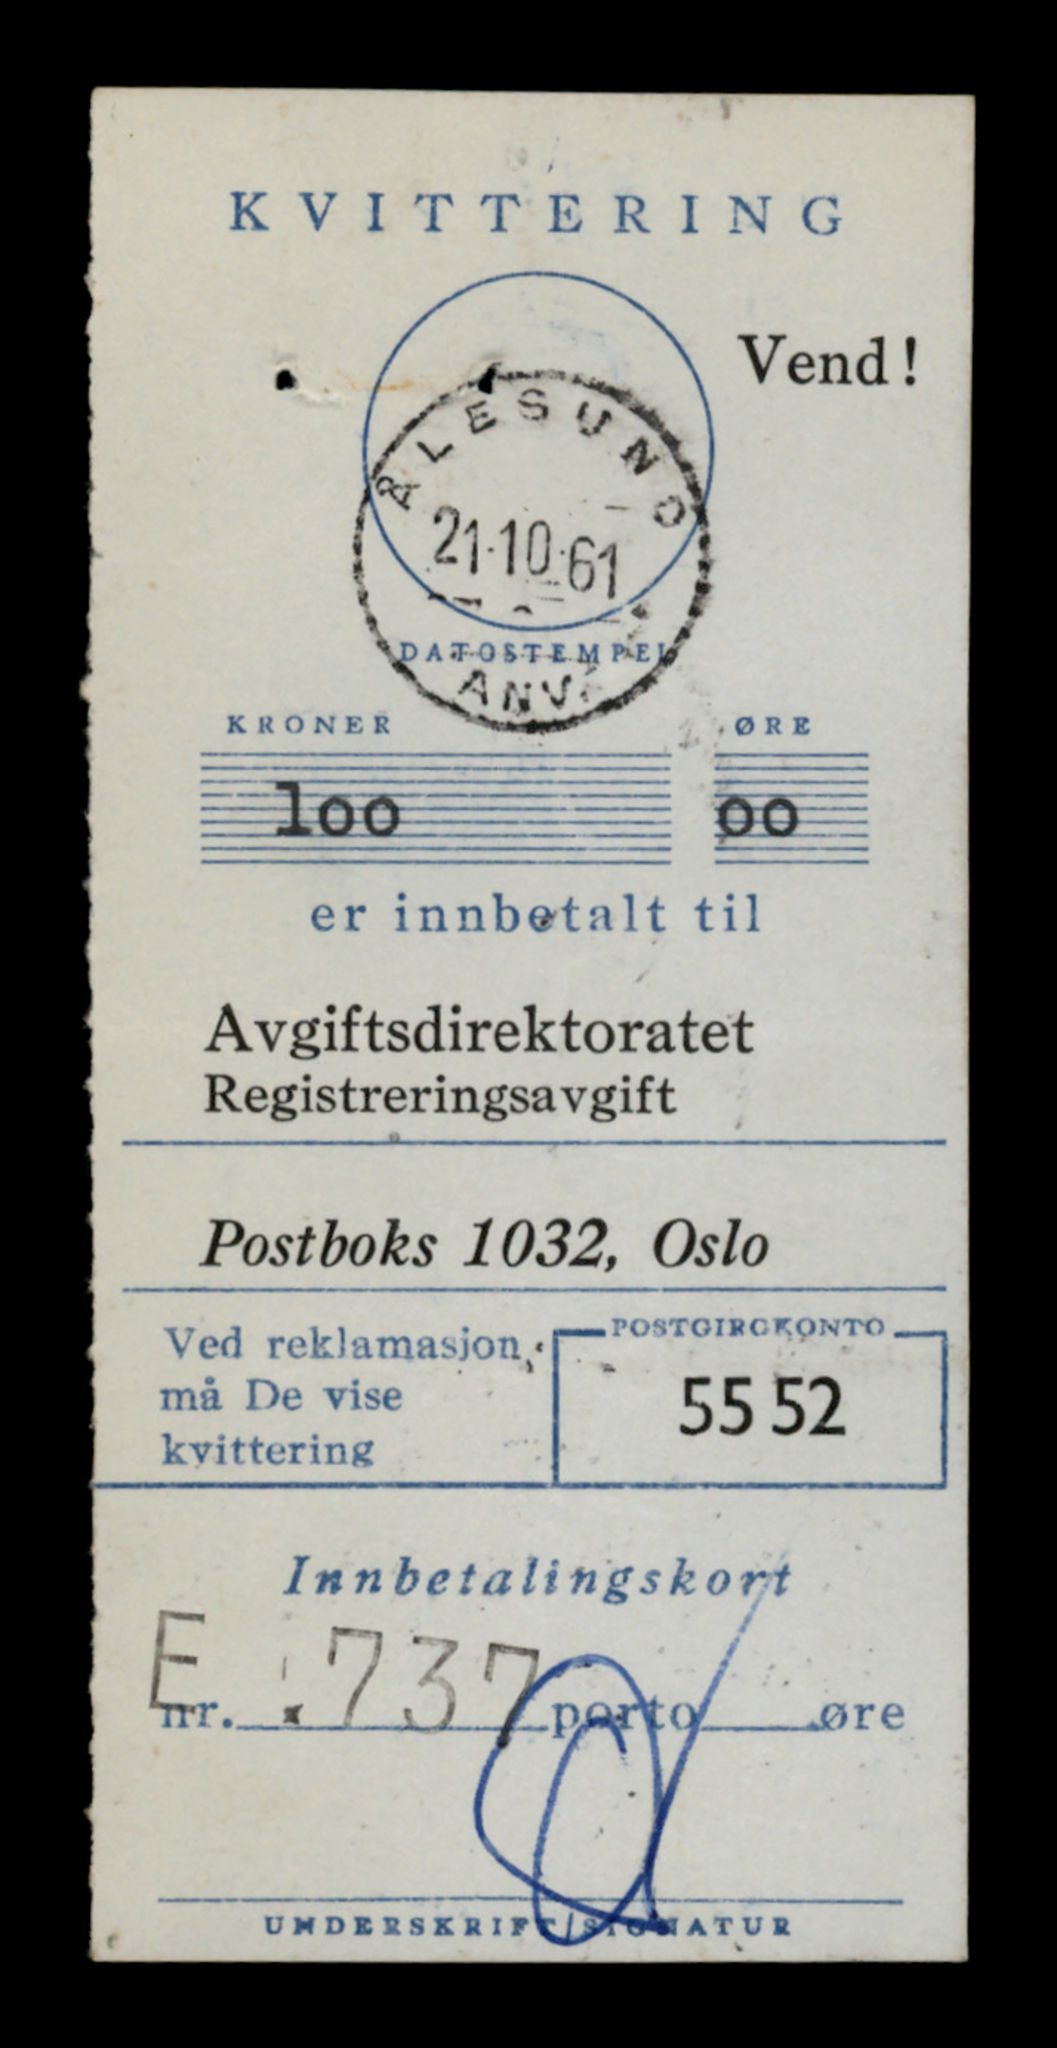 KVITTERING
Vend!
ÅLESUND
21.10.61
DATOSTEMPEL
KRONER ØRE
100 00
er innbetalt til
Avgiftsdirektoratet
Registreringsavgift
Postboks 1032, Oslo
Ved reklamasjon
må De vise
kvittering
POSTGIROKONTO
55 52
Innbetalingskort
E .737
nr. porto øre
UNDERSKRIFT/SIGNATUR